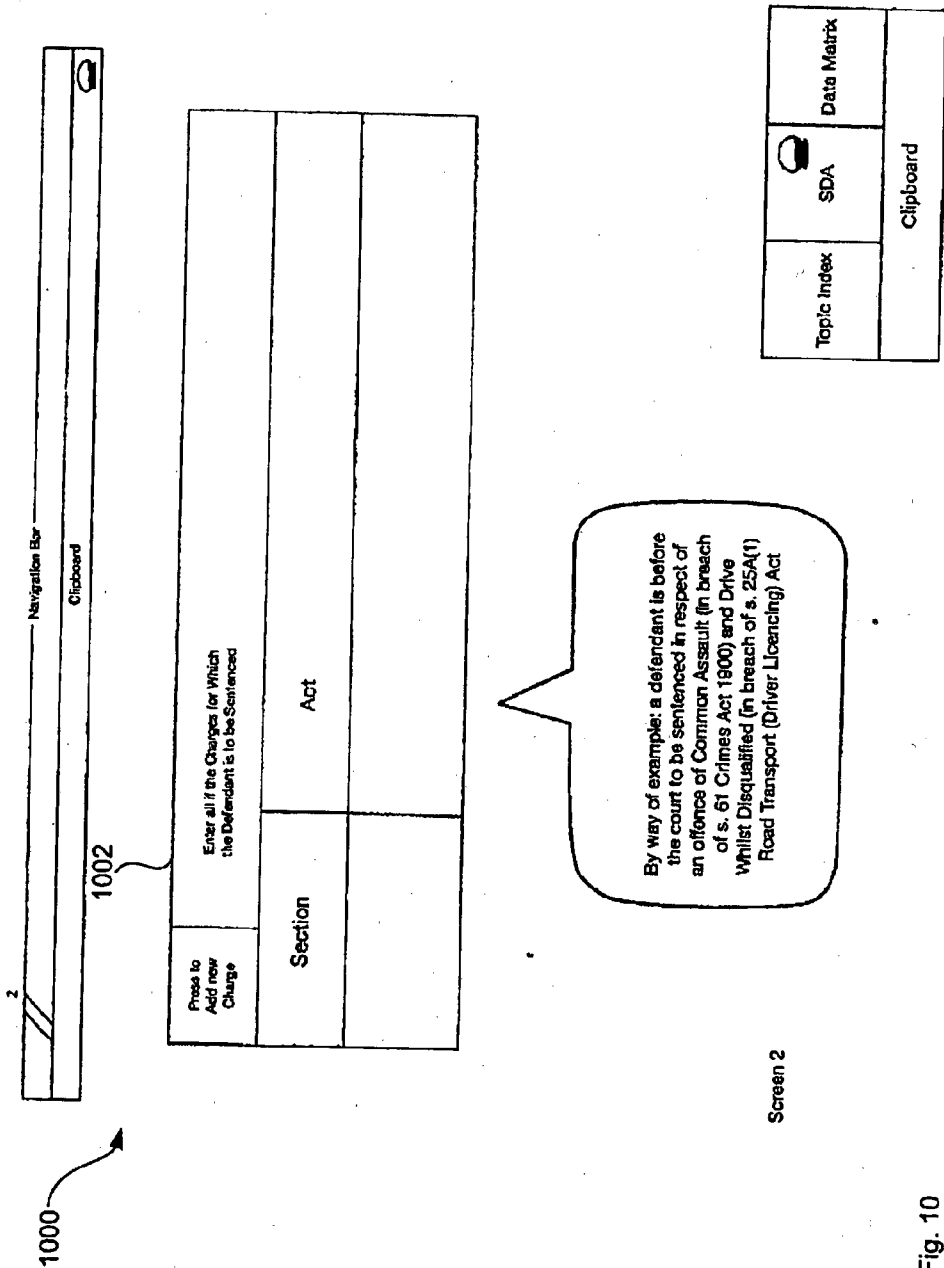 1000
2
Navigation Bar
Clipboard
1002
Press to
Add new
Charge
Enter all if the Charges for Which
the Defendant is to be Sentenced
Section
Act
By way of example: a defendant is before
the court to be sentenced in respect of
an offence of Common Assault (in breach
of s. 61 Crimes Act 1900) and Drive
Whilst Disqualified (in breach of s. 25A(1)
Road Transport (Driver Licencing) Act
Screen 2
Topic Index
SDA
Data Matrix
Clipboard
Fig. 10